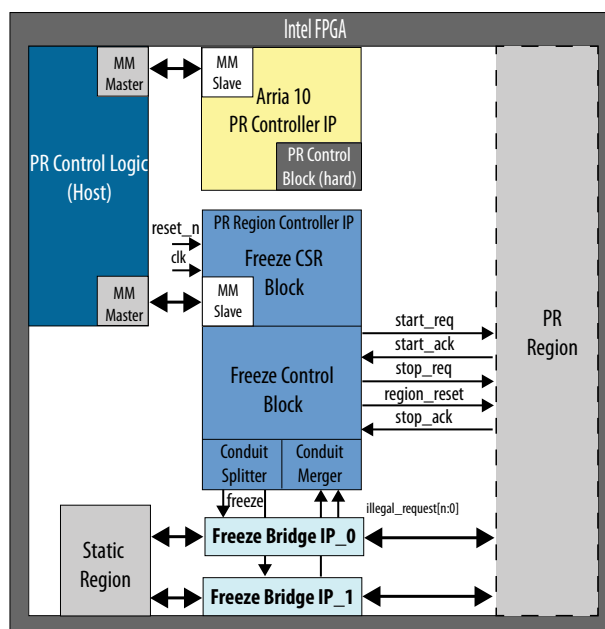 Intel FPGA
MM
Master
MM
Slave
Arria 10
PR Controller IP
PR Control
Block (hard)
PR Control Logic
(Host)
reset_n
clk
PR Region Controller IP
Freeze CSR
Block
MM
Master
MM
Slave
Freeze Control
Block
start_req
start_ack
stop_req
region_reset
stop_ack
PR
Region
Conduit
Splitter
Conduit
Merger
freeze
illegal_request[n:0]
Static
Region
Freeze Bridge IP_0
Freeze Bridge IP_1